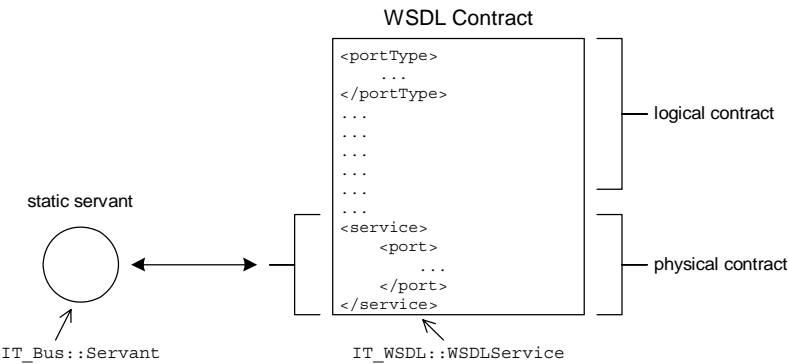 WSDL Contract
<portType>
...
</portType>
...
...
...
...
...
...
<service>
<port>
...
</port>
</service>
logical contract
static servant
physical contract
IT_Bus::Servant
IT_WSDL::WSDLService